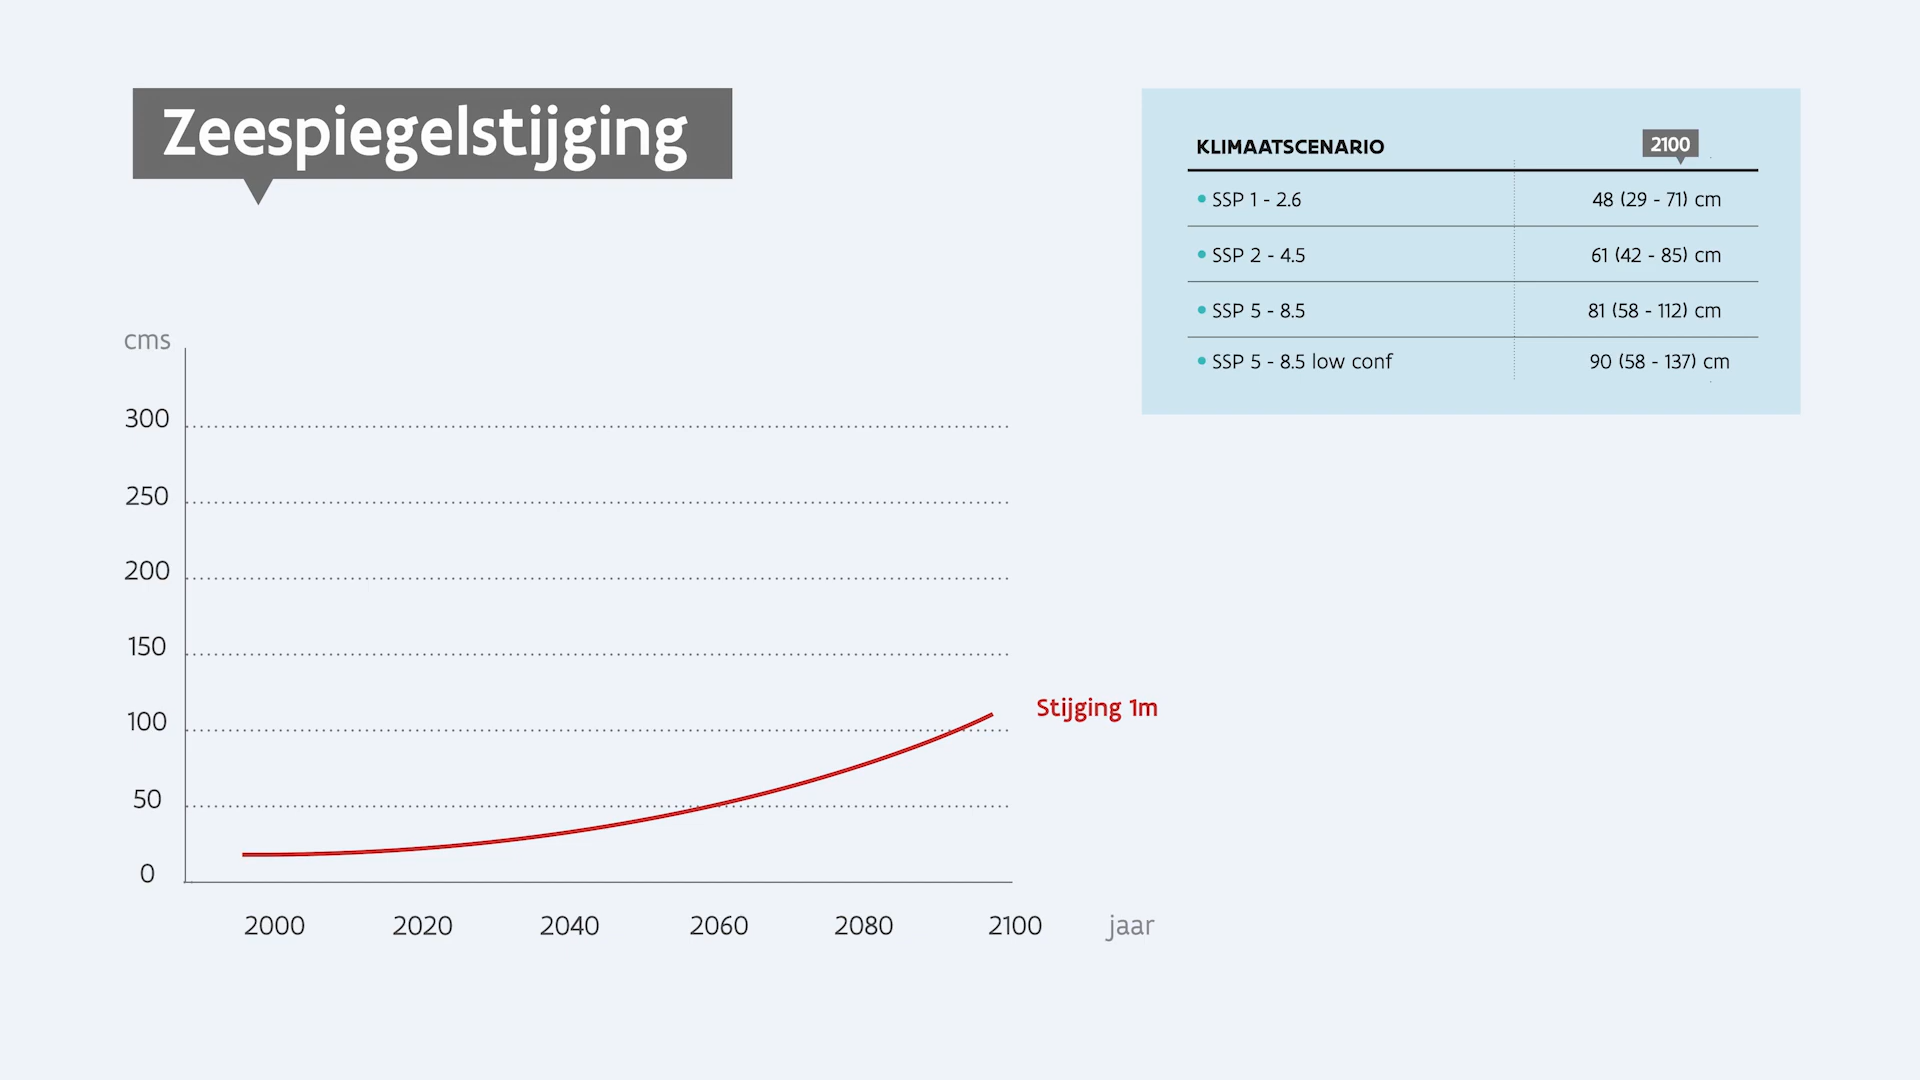 Zeespiegelstijging
KLIMAATSCENARIO 2100
SSP 1 - 2.6 48 (29 - 71) cm
SSP 2 - 4.5 61 (42 - 85) cm
SSP 5 - 8.5 81 (58 - 112) cm
SSP 5 - 8.5 low conf 90 (58 - 137) cm
cms
300
250
200
150
100
50
0
Stijging 1m
2000 2020 2040 2060 2080 2100 jaar